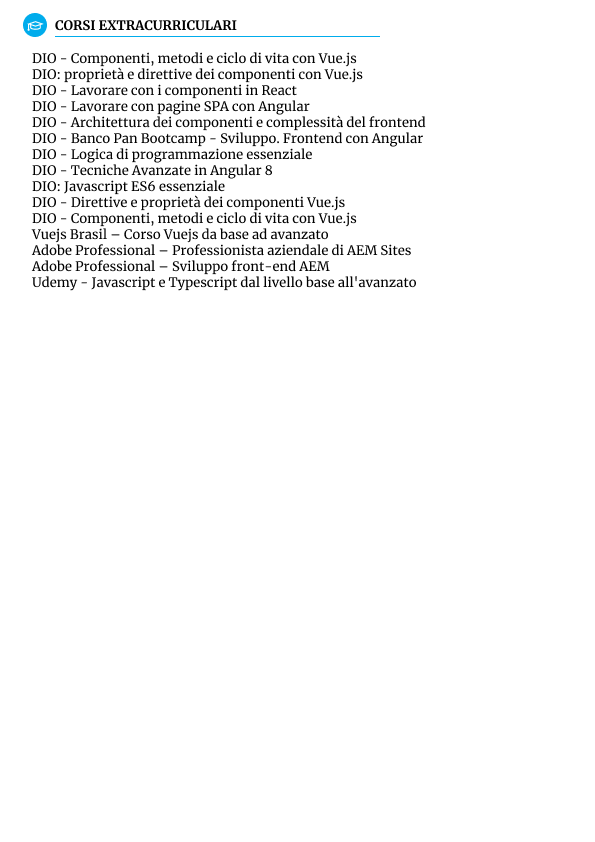 CORSI EXTRACURRICULARI
DIO - Componenti, metodi e ciclo di vita con Vue.js
DIO: proprietà e direttive dei componenti con Vue.js
DIO - Lavorare con i componenti in React
DIO - Lavorare con pagine SPA con Angular
DIO - Architettura dei componenti e complessità del frontend
DIO - Banco Pan Bootcamp - Sviluppo. Frontend con Angular
DIO - Logica di programmazione essenziale
DIO - Tecniche Avanzate in Angular 8
DIO: Javascript ES6 essenziale
DIO - Direttive e proprietà dei componenti Vue.js
DIO - Componenti, metodi e ciclo di vita con Vue.js
Vuejs Brasil – Corso Vuejs da base ad avanzato
Adobe Professional – Professionista aziendale di AEM Sites
Adobe Professional – Sviluppo front-end AEM
Udemy - Javascript e Typescript dal livello base all'avanzato